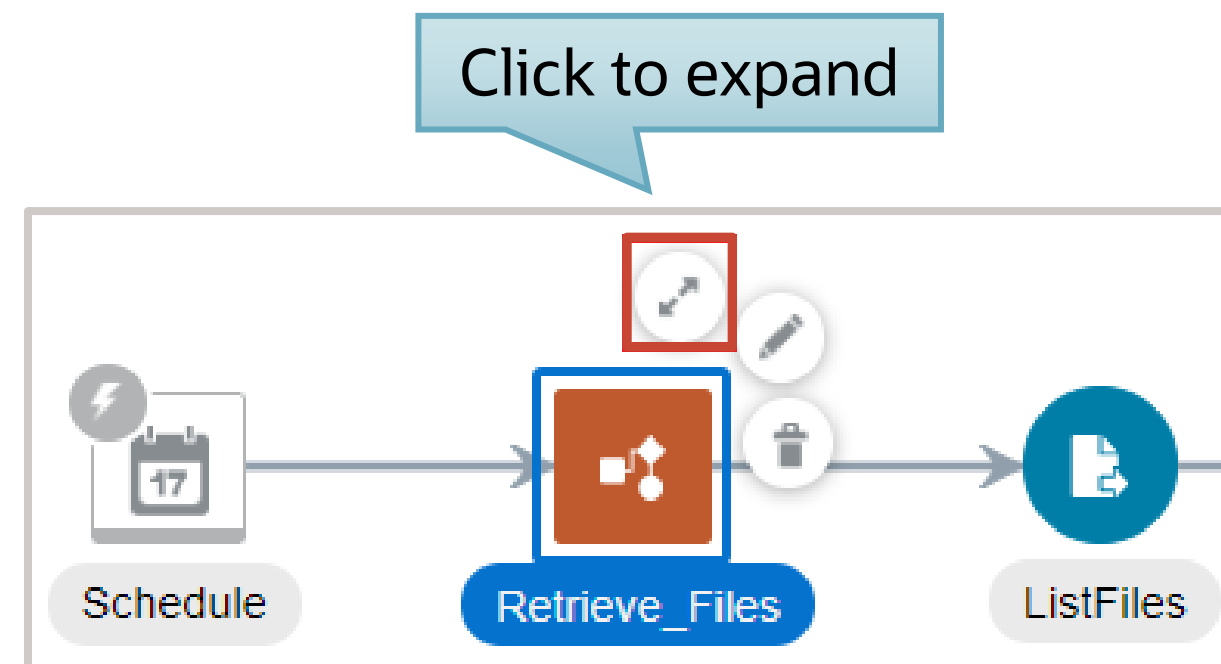 Click to expand
17
Schedule
Retrieve_Files
ListFiles